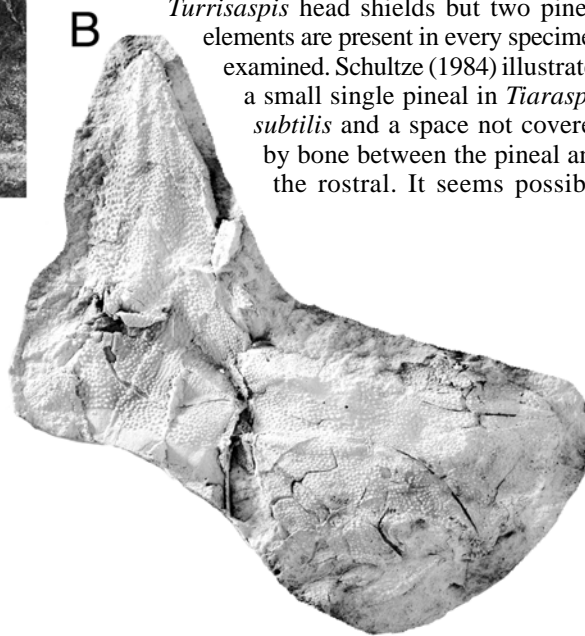 B
Turrisaspis head shields but two pine
elements are present in every specime
examined. Schultze (1984) illustrate
a small single pineal in Tiarasp
subtilis and a space not covere
by bone between the pineal an
the rostral. It seems possib